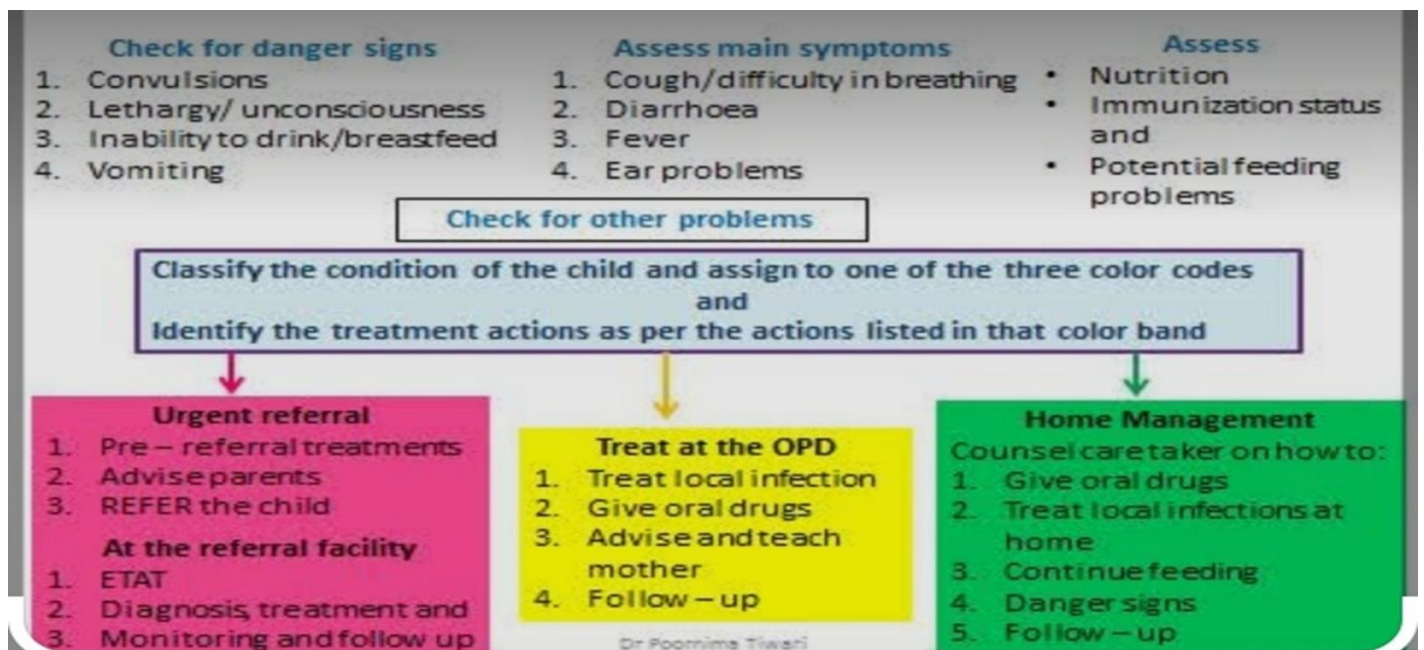 Check for danger signs
1. Convulsions
2. Lethargy/ unconsciousness
3. Inability to drink/breastfeed
4. Vomiting
Assess main symptoms
1. Cough/difficulty in breathing
2. Diarrhoea
3. Fever
4. Ear problems
Assess
• Nutrition
• Immunization status
and
• Potential feeding
problems
Check for other problems
Classify the condition of the child and assign to one of the three color codes
and
Identify the treatment actions as per the actions listed in that color band
Urgent referral
1. Pre – referral treatments
2. Advise parents
3. REFER the child
At the referral facility
1. ETAT
2. Diagnosis, treatment and
3. Monitoring and follow up
Treat at the OPD
1. Treat local infection
2. Give oral drugs
3. Advise and teach
mother
4. Follow – up
Home Management
Counsel care taker on how to:
1. Give oral drugs
2. Treat local infections at
home
3. Continue feeding
4. Danger signs
5. Follow – up
Dr Poornima Tiwari